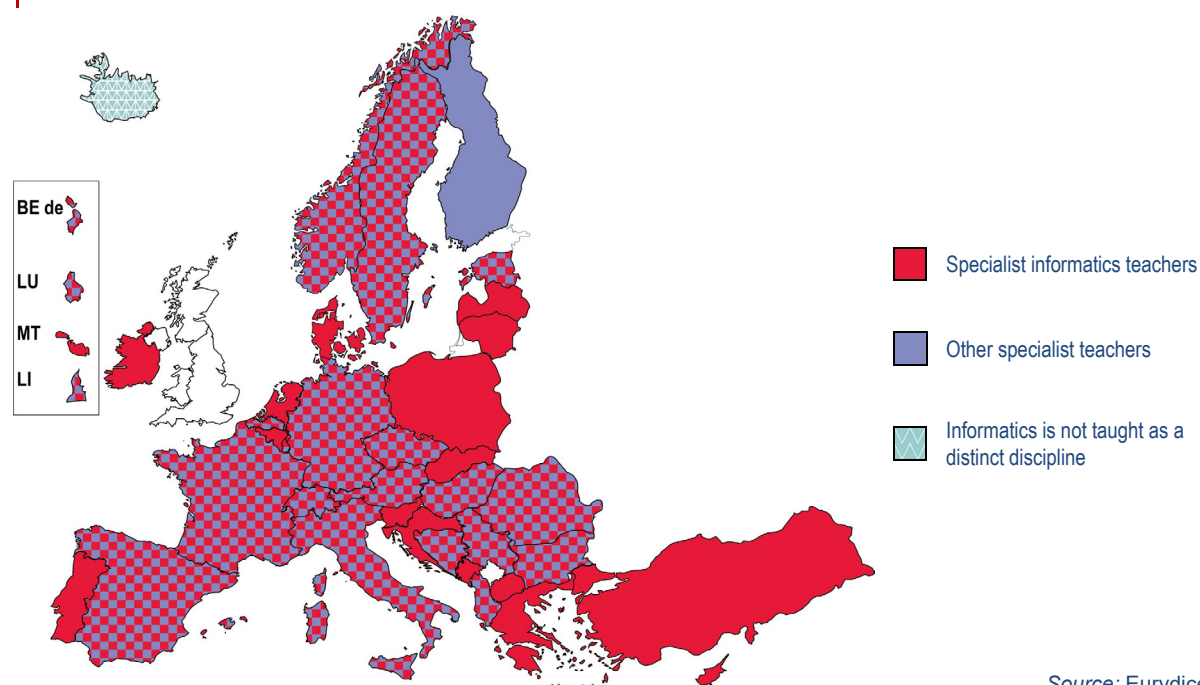 BE de
LU
MT
LI
Specialist informatics teachers
Other specialist teachers
Informatics is not taught as a
distinct discipline
Source: Eurydice